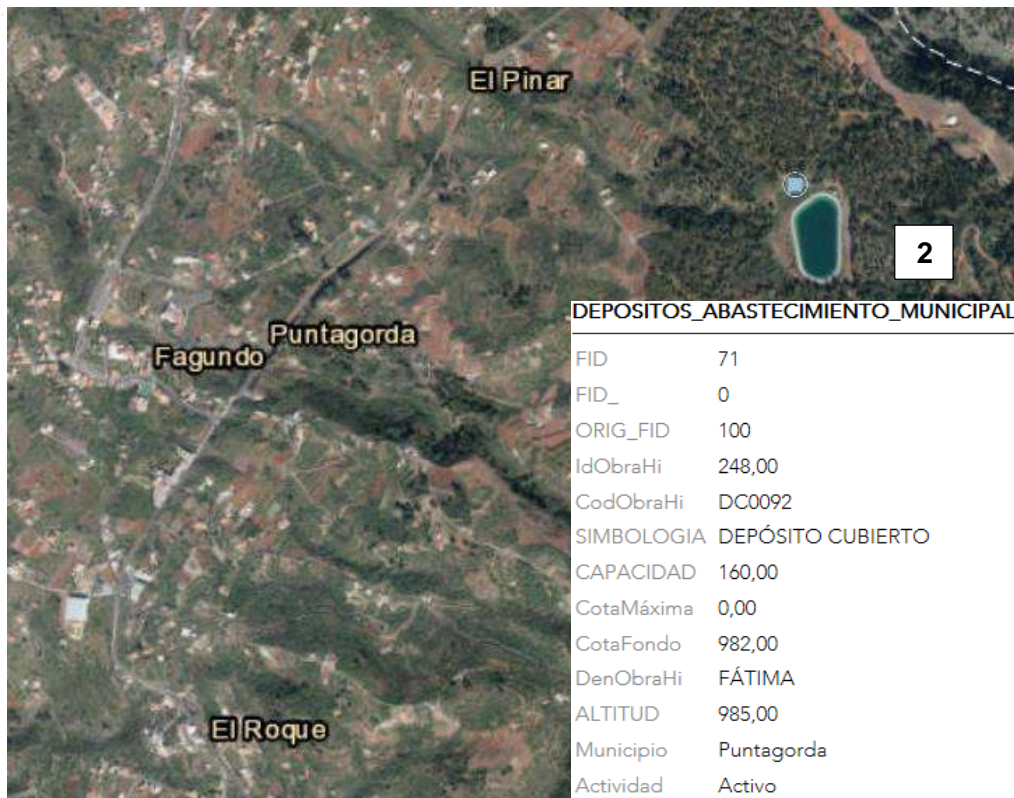 El Pinar
2
Puntagorda
Fagundo
El Roque
DEPOSITOS_ABASTECIMIENTO_MUNICIPAL
FID 71
FID_ 0
ORIG_FID 100
IdObraHi 248,00
CodObraHi DC0092
SIMBOLOGIA DEPÓSITO CUBIERTO
CAPACIDAD 160,00
CotaMáxima 0,00
CotaFondo 982,00
DenObraHi FÁTIMA
ALTITUD 985,00
Municipio Puntagorda
Actividad Activo